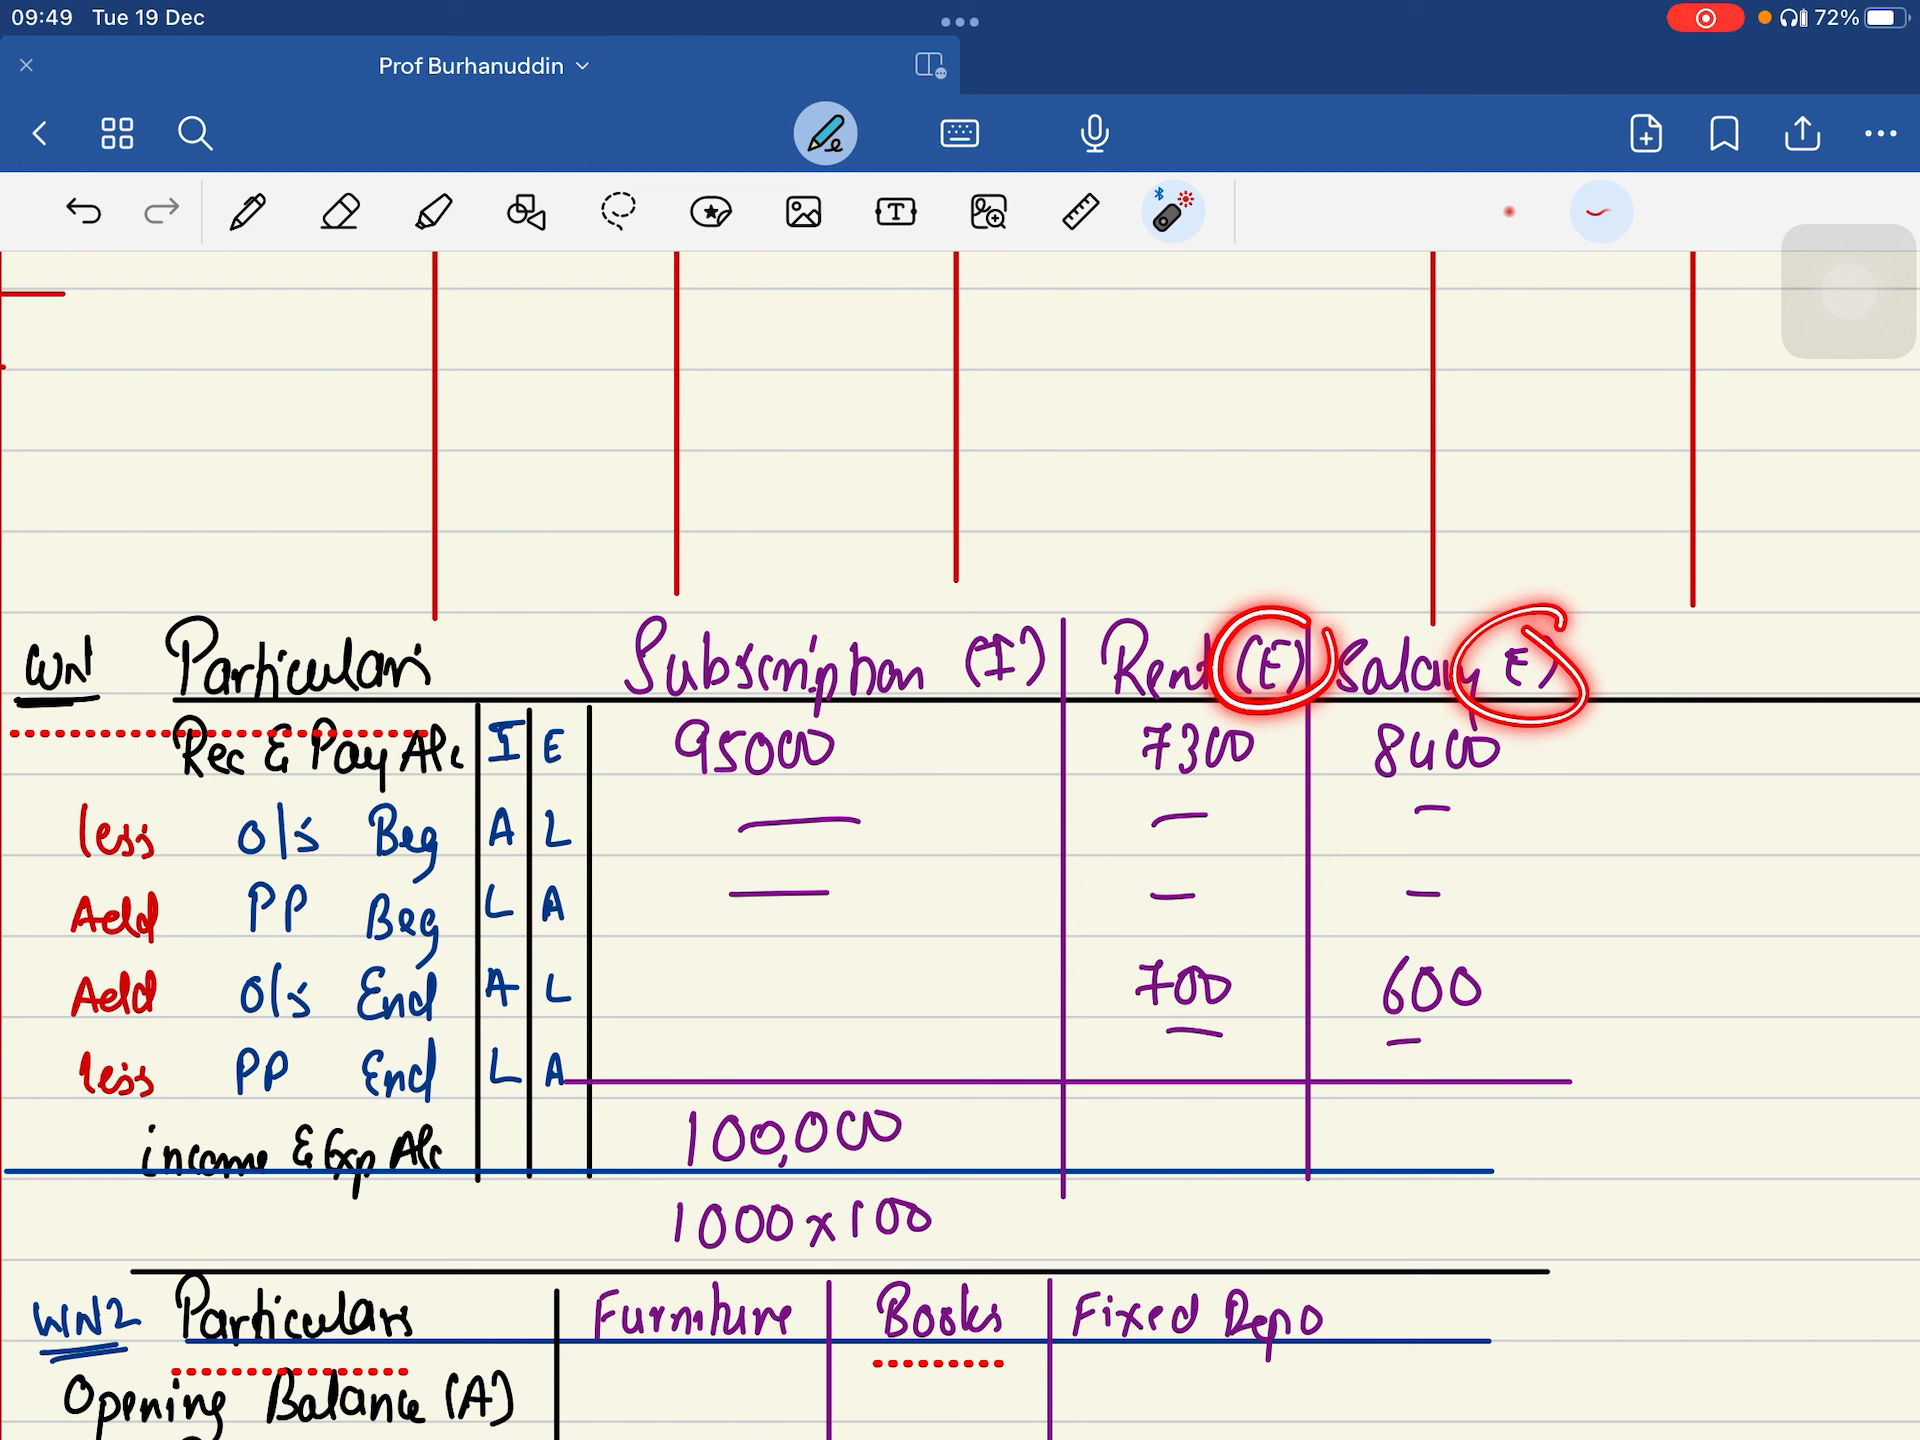 09:49 Tue 19 Dec 72%
Prof Burhanuddin
WN1 Particulars Subscription (I) Rent (E) Salary (E)
Rec & Pay A/c I E 95000 7300 8400
less o/s Beg A L — — —
Add PP Beg L A — — —
Add o/s End A L 700 600
less PP End L A
income & Exp A/c 100,000
1000 x 100
WN2 Particulars Furniture Books Fixed Depo
Opening Balance (A)